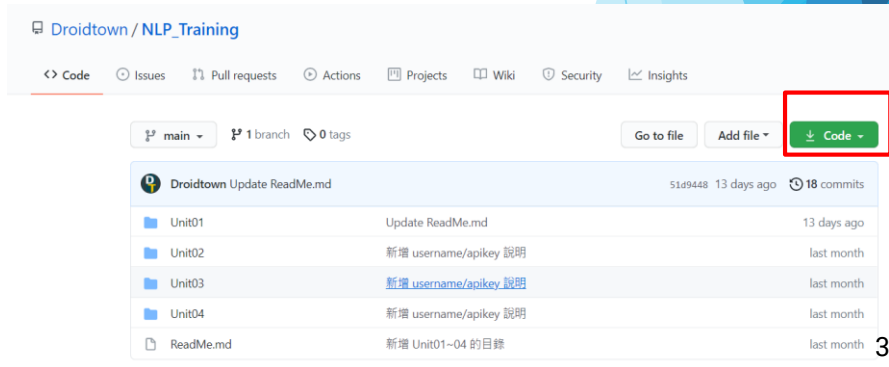 Droidtown / NLP_Training
<> Code Issues Pull requests Actions Projects Wiki Security Insights
main 1 branch 0 tags Go to file Add file Code
Droidtown Update ReadMe.md 51d9448 13 days ago 18 commits
Unit01 Update ReadMe.md 13 days ago
Unit02 新增 username/apikey 說明 last month
Unit03 新增 username/apikey 說明 last month
Unit04 新增 username/apikey 說明 last month
ReadMe.md 新增 Unit01~04 的目錄 last month
3